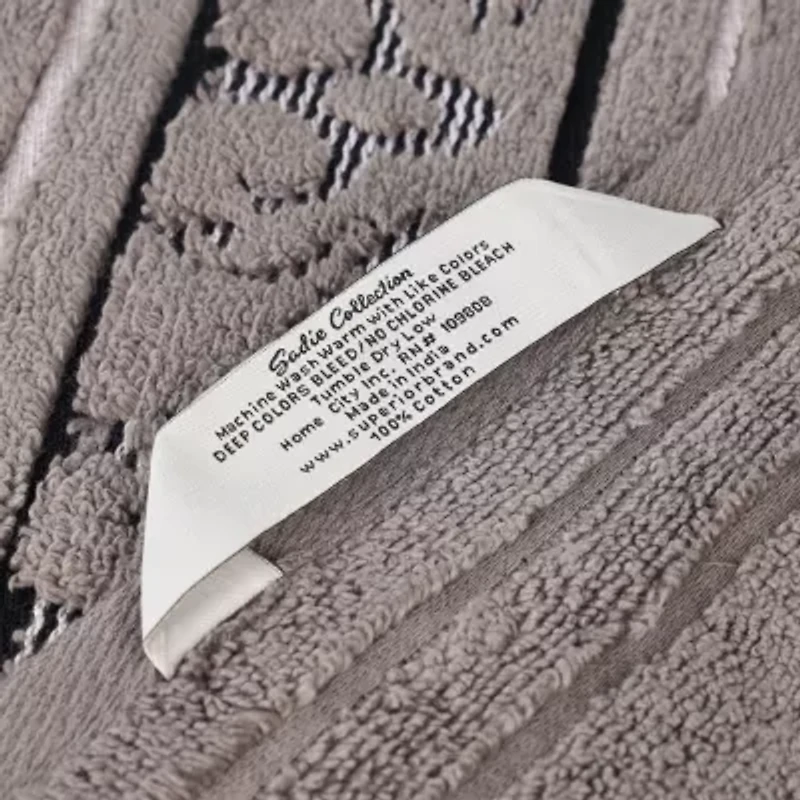 Sadie Collection
Machine wash warm with Like Colors
DEEP COLORS BLEED/NO CHLORINE BLEACH
Tumble Dry Low
Home City Inc. RN# 109808
Made in India
www.superiorbrand.com
100% Cotton